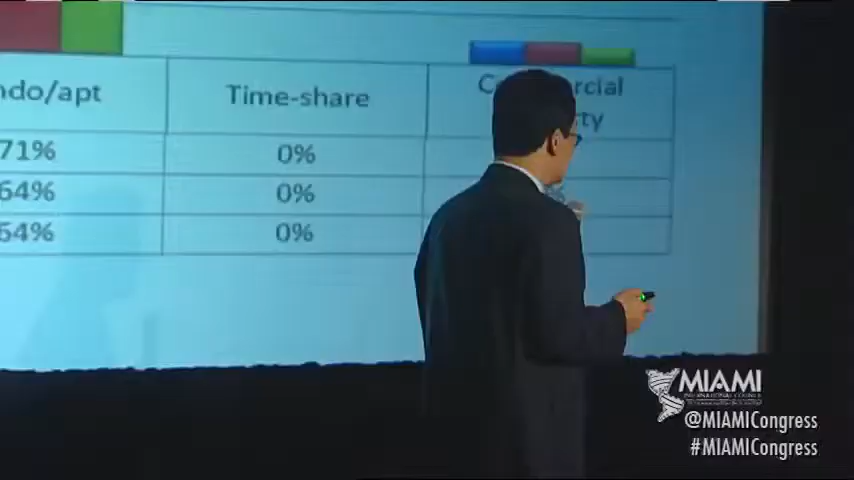 ndo/apt
Time-share
71%
0%
64%
0%
64%
0%
MIAMI
@MIAMICongress
#MIAMICongress